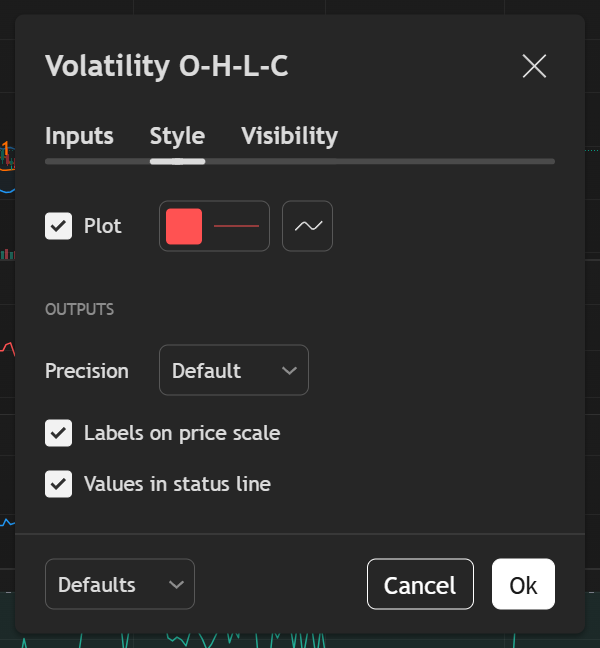 Volatility O-H-L-C
Inputs Style Visibility
1
Plot
OUTPUTS
Precision Default
Labels on price scale
Values in status line
Defaults Cancel Ok